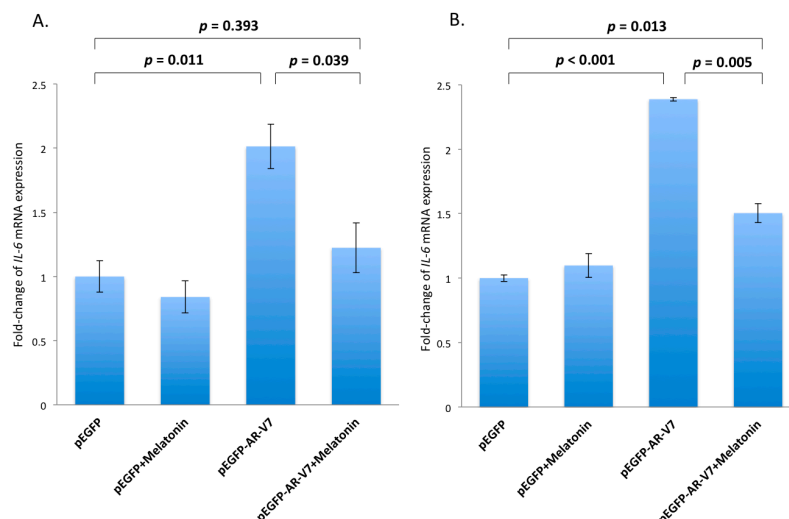 A.
p = 0.393
p = 0.011
p = 0.039
2.5
2
1.5
1
0.5
0
Fold-change of IL-6 mRNA expression
pEGFP
pEGFP+Melatonin
pEGFP-AR-V7
pEGFP-AR-V7+Melatonin
B.
p = 0.013
p < 0.001
p = 0.005
2.5
2
1.5
1
0.5
0
Fold-change of IL-6 mRNA expression
pEGFP
pEGFP+Melatonin
pEGFP-AR-V7
pEGFP-AR-V7+Melatonin